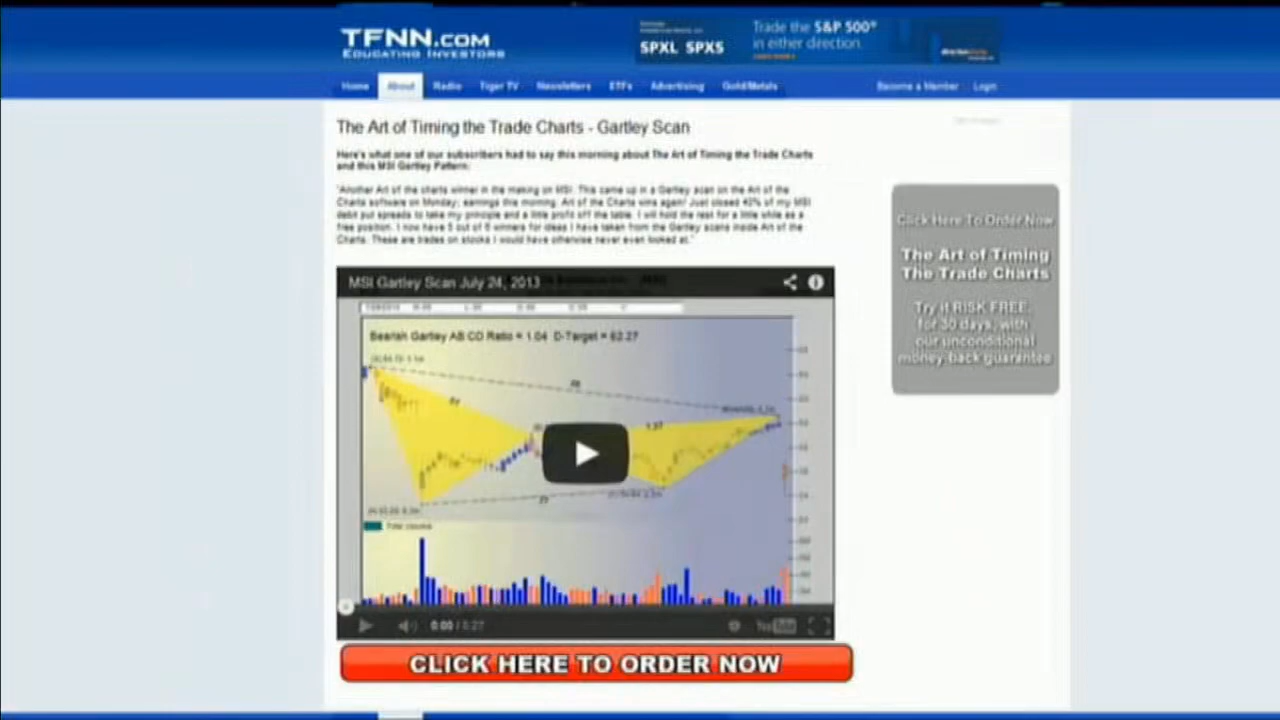 TFNN.COM
EDUCATING INVESTORS
SPXL SPXS
Trade the S&P 500®
in either direction.
Home About Radio Tiger TV Newsletters ETFs Advertising Gold/Metals Become a Member Login
The Art of Timing the Trade Charts - Gartley Scan
Here's what one of our subscribers had to say this morning about The Art of Timing the Trade Charts
and this MSI Gartley Pattern:
"Another Art of the charts winner in the making on MSI. This came up in a Gartley scan on the Art of the
Charts software on Monday; earnings this morning. Art of the Charts wins again! Just closed 40% of my MSI
debt put spreads to take my principle and a little profit off the table. I will hold the rest for a little while as a
free position. I now have 5 out of 6 winners for ideas I have taken from the Gartley scans inside Art of the
Charts. These are trades on stocks I would have otherwise never even looked at."
Click Here To Order Now
The Art of Timing
The Trade Charts
Try it RISK FREE,
for 30 days, with
our unconditional
money-back guarantee
MSI Gartley Scan July 24, 2013
Bearish Gartley AB CD Ratio = 1.04 D-Target = 62.27
Total Volume
0:00 / 5:27
YouTube
CLICK HERE TO ORDER NOW